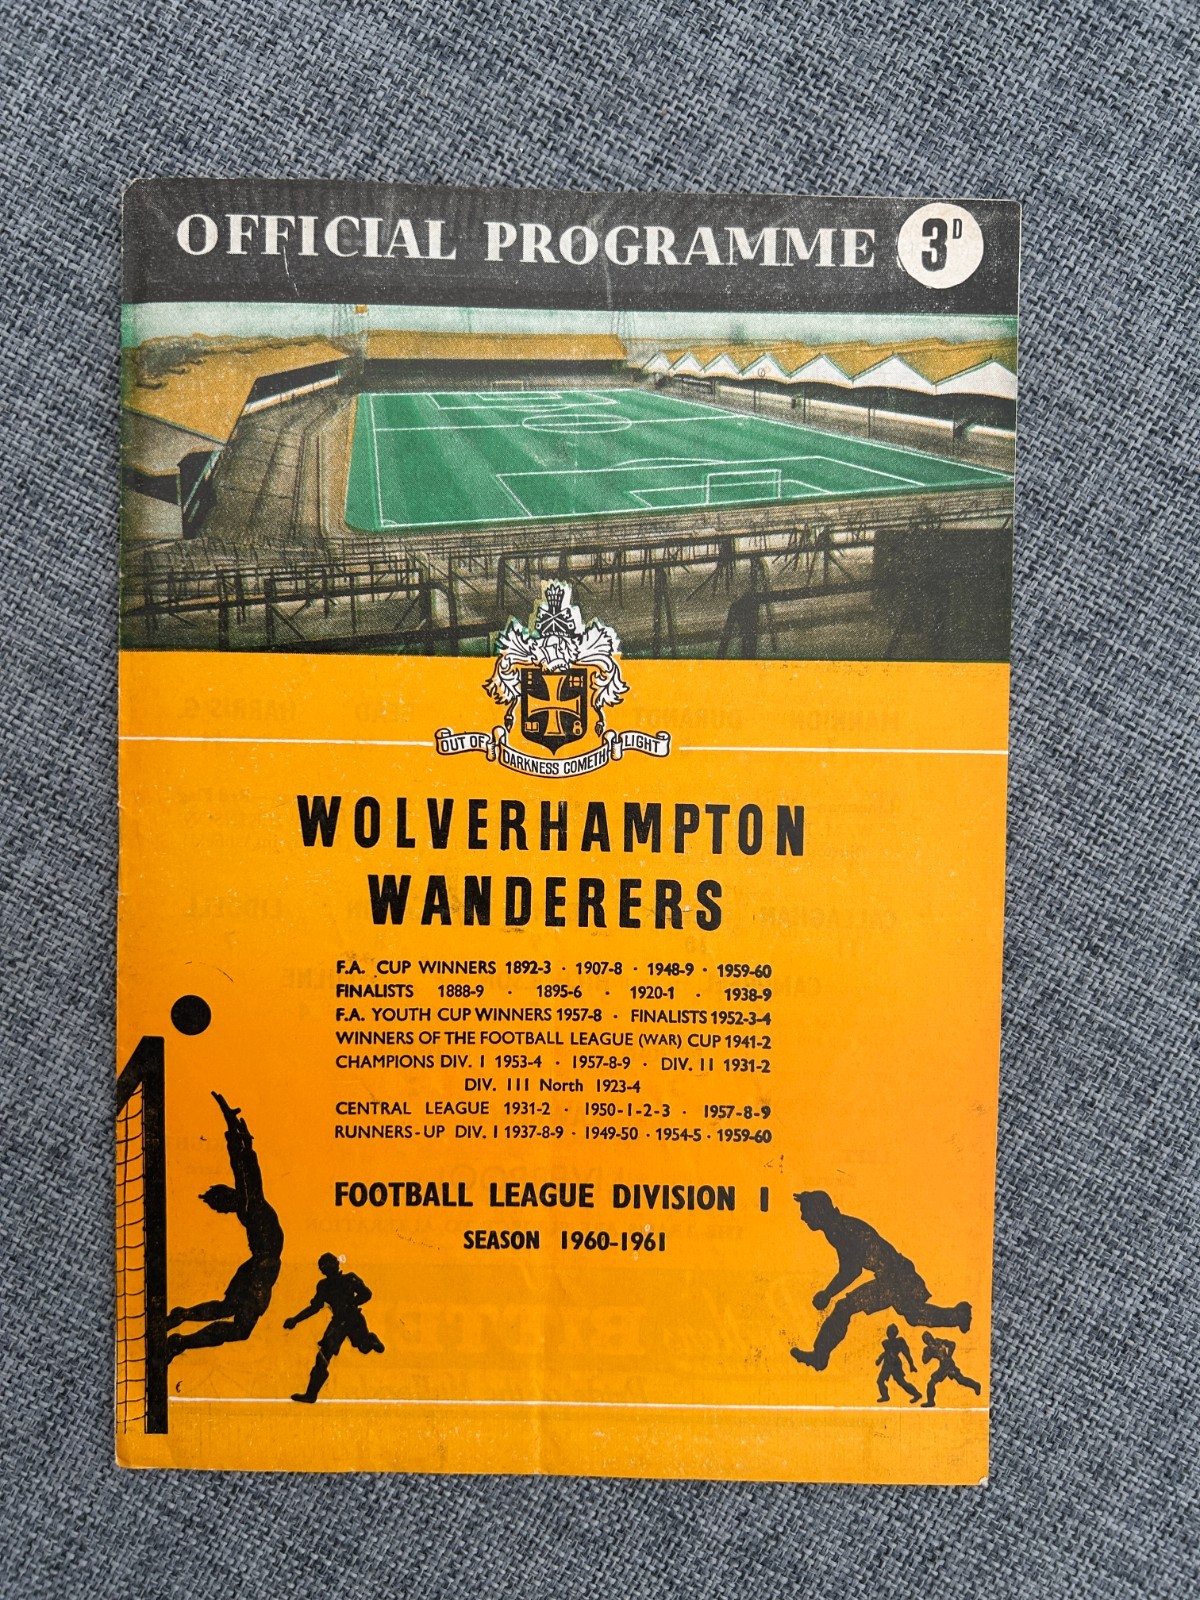 OFFICIAL PROGRAMME 3D
OUT OF DARKNESS COMETH LIGHT
WOLVERHAMPTON
WANDERERS
F.A. CUP WINNERS 1892-3 · 1907-8 · 1948-9 · 1959-60
FINALISTS 1888-9 · 1895-6 · 1920-1 · 1938-9
F.A. YOUTH CUP WINNERS 1957-8 · FINALISTS 1952-3-4
WINNERS OF THE FOOTBALL LEAGUE (WAR) CUP 1941-2
CHAMPIONS DIV. I 1953-4 · 1957-8-9 · DIV. II 1931-2
DIV. III North 1923-4
CENTRAL LEAGUE 1931-2 · 1950-1-2-3 · 1957-8-9
RUNNERS-UP DIV. I 1937-8-9 · 1949-50 · 1954-5 · 1959-60
FOOTBALL LEAGUE DIVISION I
SEASON 1960-1961